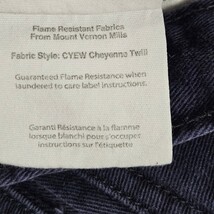 Flame Resistant Fabrics
From Mount Vernon Mills
Fabric Style: CYEW Cheyenne Twill
Guaranteed Flame Resistance when
laundered to care label instructions.
Garanti Résistance à la flamme
lorsque blanchi pour s'occuper
instructions sur l'étiquette